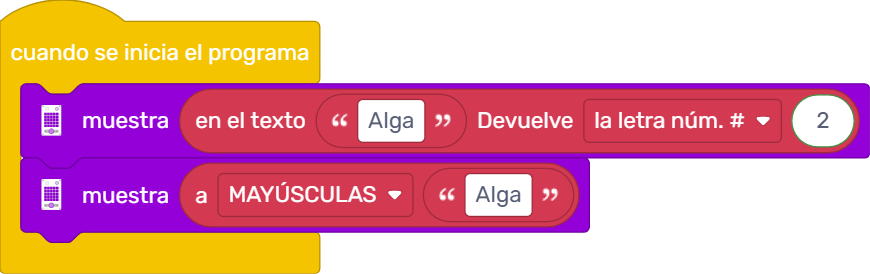 cuando se inicia el programa
muestra en el texto “ Alga ” Devuelve la letra núm. # 2
muestra a MAYÚSCULAS “ Alga ”